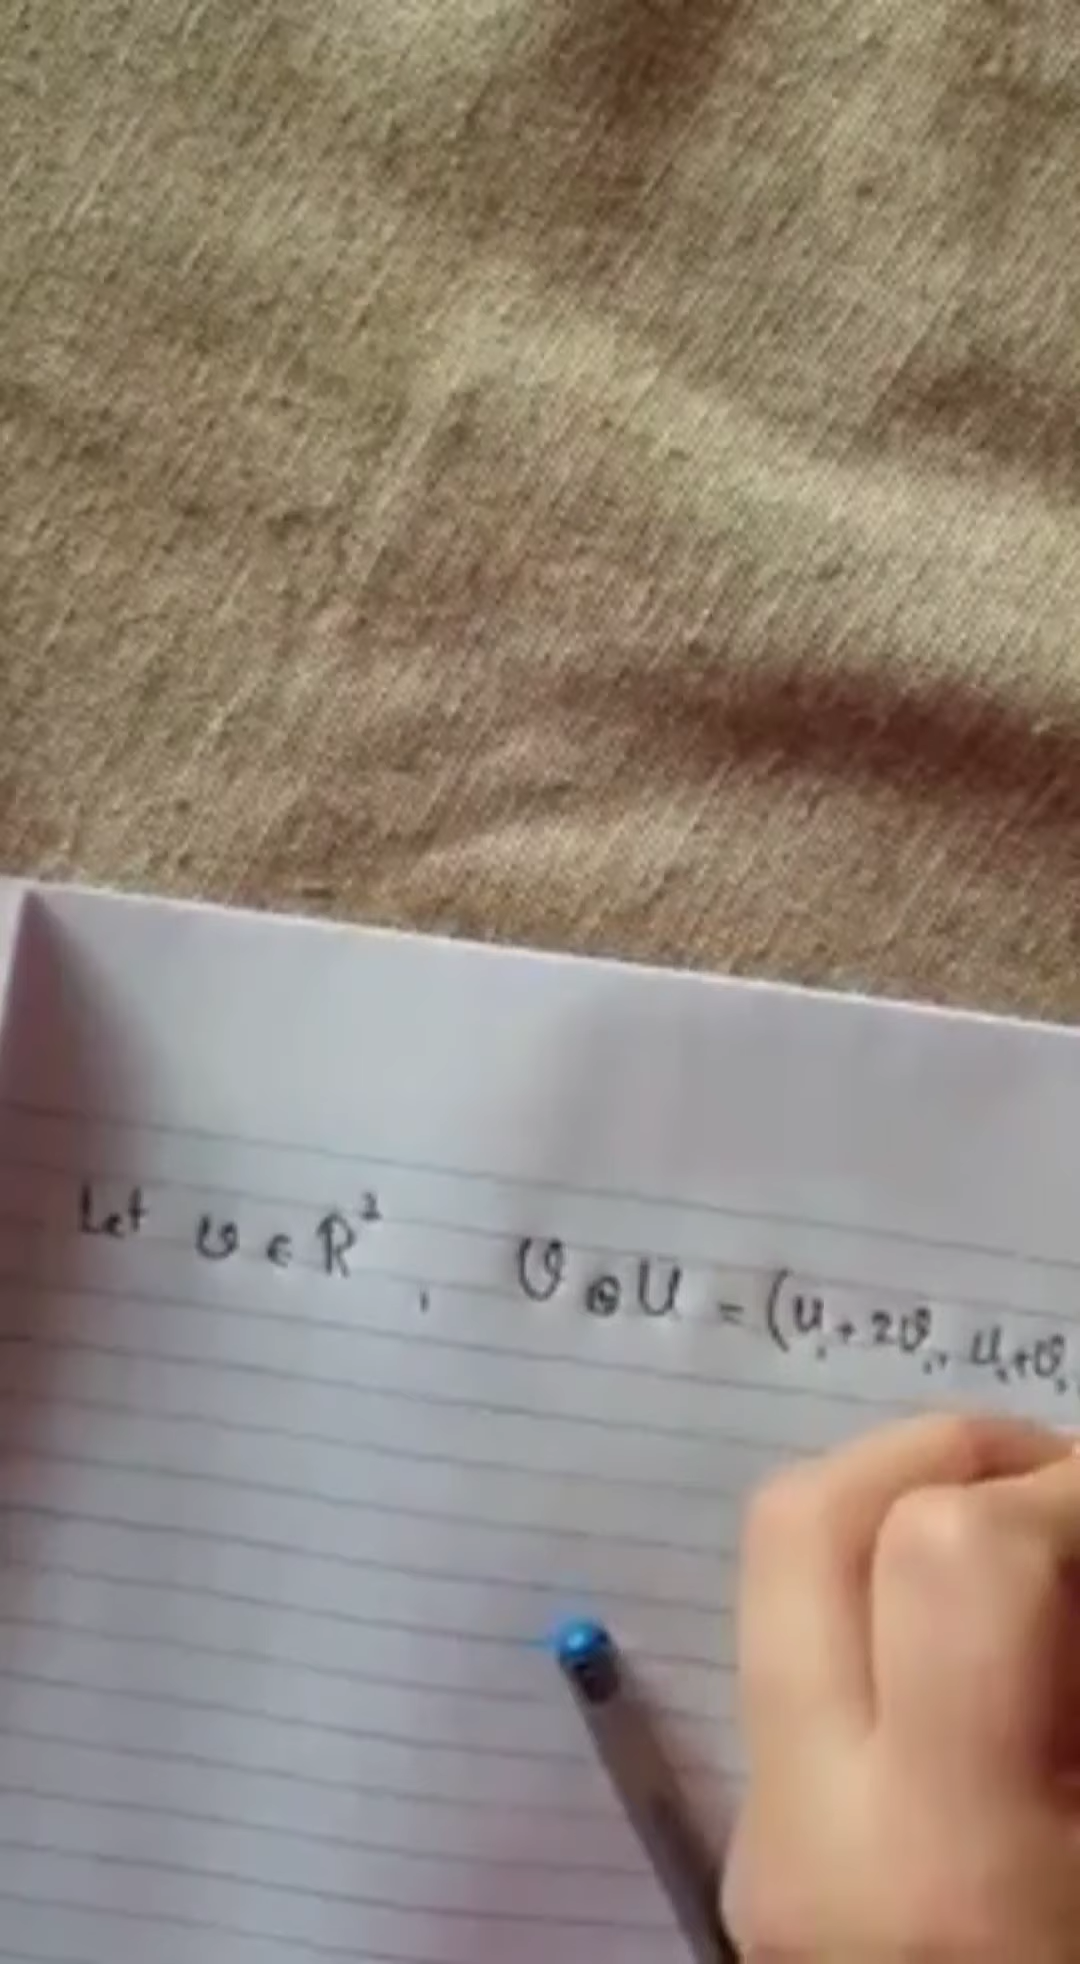 Let v ∈ R², v ⊕ U = (u₁ + 2v₁, u₂ + v₂